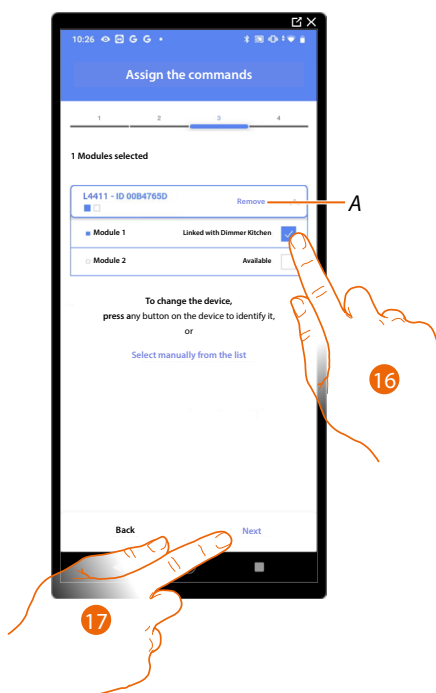 10:26 G G
Assign the commands
1 2 3 4
1 Modules selected
L4411 - ID 00B4765D
Remove
A
Module 1 Linked with Dimmer Kitchen
Module 2 Available
To change the device,
press any button on the device to identify it,
or
Select manually from the list
16
Back Next
17